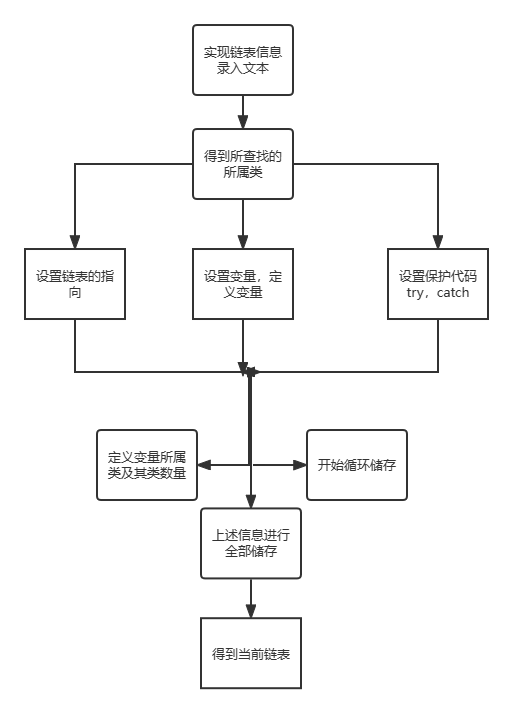 实现链表信息
录入文本
得到所查找的
所属类
设置链表的指
向
设置变量，定
义变量
设置保护代码
try，catch
定义变量所属
类及其类数量
开始循环储存
上述信息进行
全部储存
得到当前链表